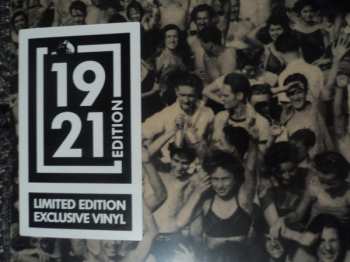 19
21
EDITION
LIMITED EDITION
EXCLUSIVE VINYL